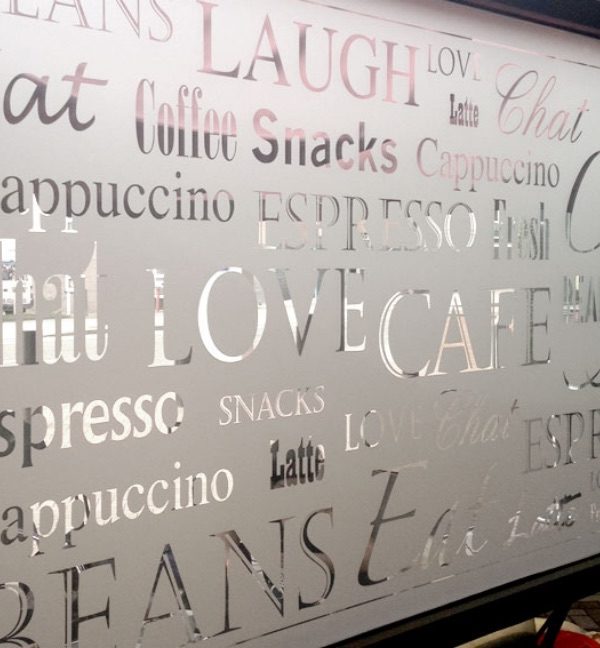 EANS LAUGH LOVE
hat Coffee Snacks Cappuccino Latte Chat
appuccino ESPRESSO Fresh
hat LOVE CAFE BEA
spresso SNACKS LOVE Chat ESPR
appuccino Latte
BEANS Eat Latte